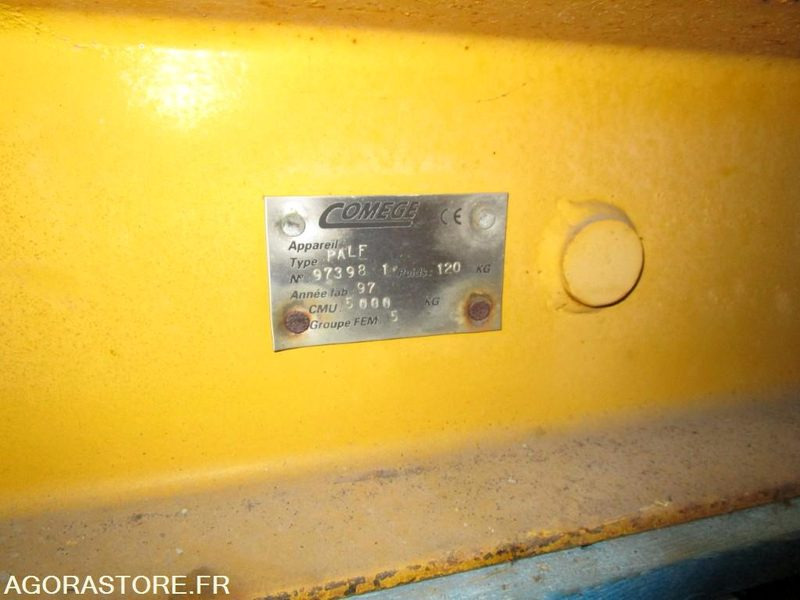 COMEGE CE
Appareil
Type PALF
N° 97398 1 Poids: 120 KG
Année fab. 97
CMU 5000 KG
Groupe FEM. 5
AGORASTORE.FR